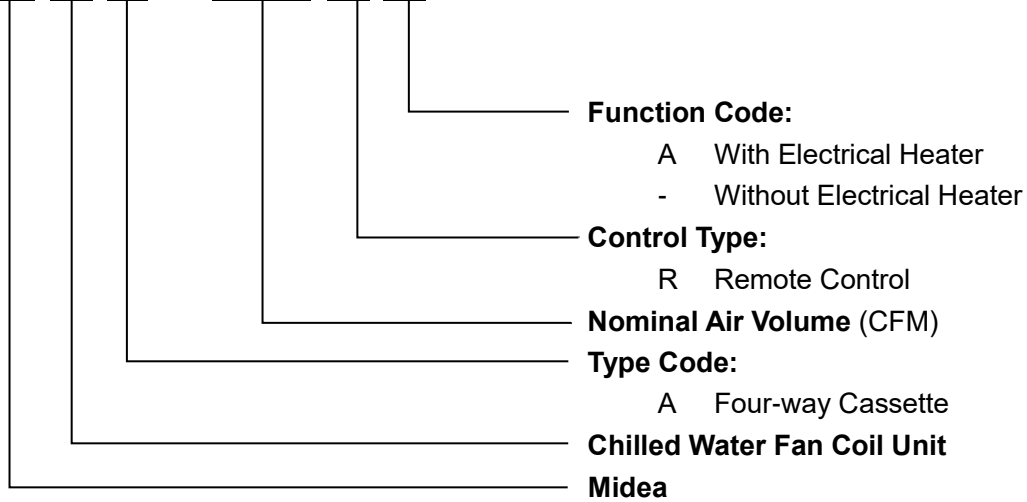 Function Code:
A With Electrical Heater
- Without Electrical Heater
Control Type:
R Remote Control
Nominal Air Volume (CFM)
Type Code:
A Four-way Cassette
Chilled Water Fan Coil Unit
Midea